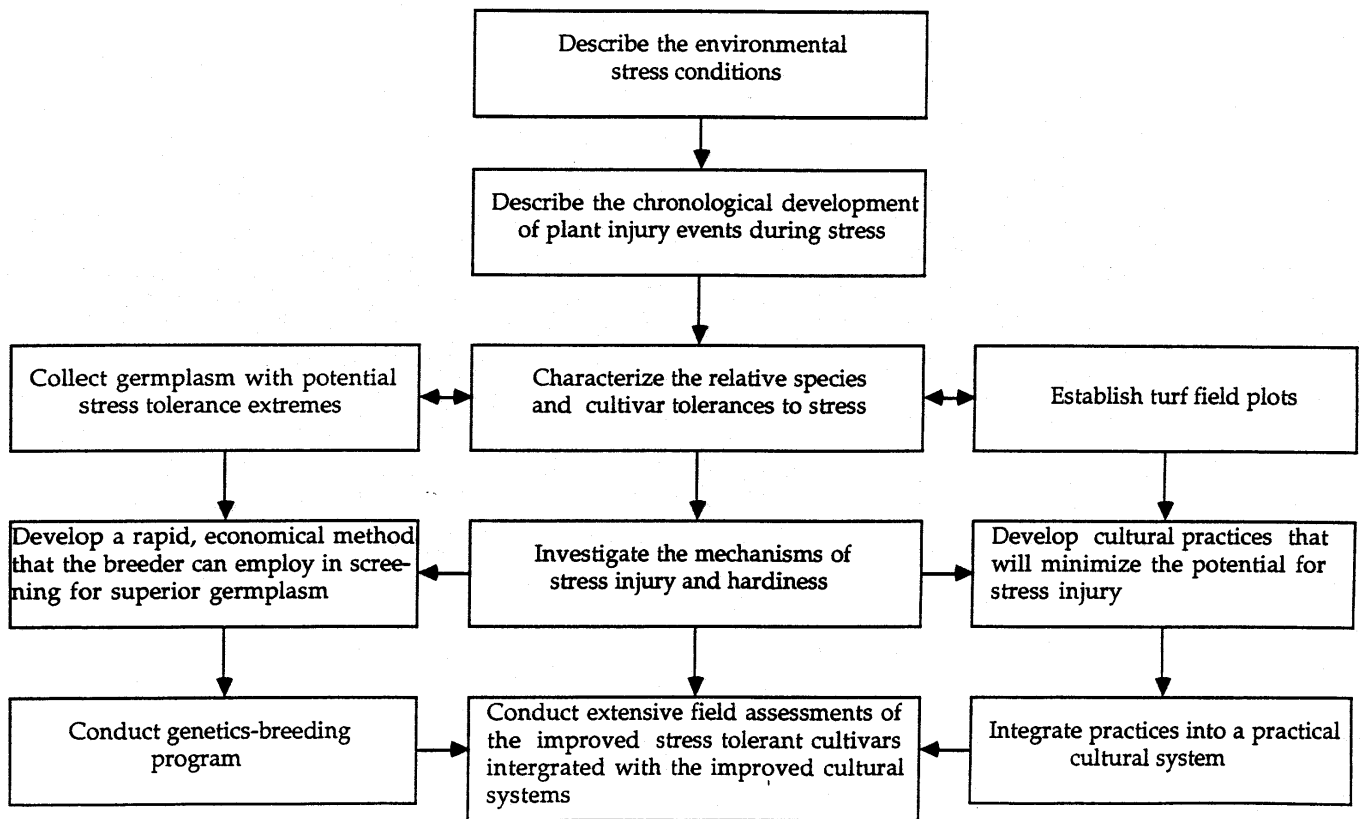 Describe the environmental
stress conditions
Describe the chronological development
of plant injury events during stress
Collect germplasm with potential
stress tolerance extremes
Characterize the relative species
and cultivar tolerances to stress
Establish turf field plots
Develop a rapid, economical method
that the breeder can employ in scree-
ning for superior germplasm
Investigate the mechanisms of
stress injury and hardiness
Develop cultural practices that
will minimize the potential for
stress injury
Conduct genetics-breeding
program
Conduct extensive field assessments of
the improved stress tolerant cultivars
intergrated with the improved cultural
systems
Integrate practices into a practical
cultural system